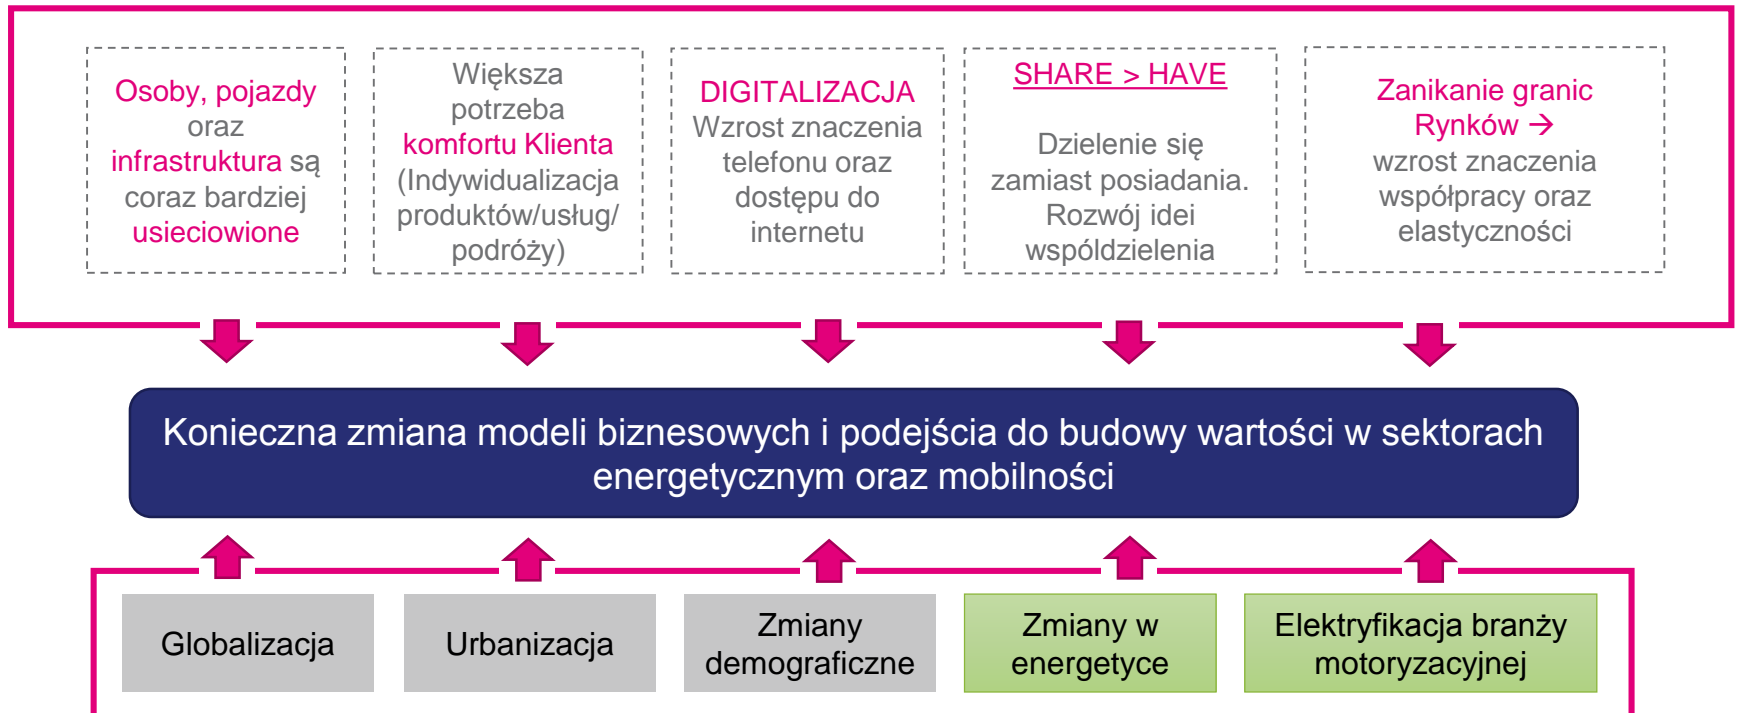 Osoby, pojazdy
oraz
infrastruktura są
coraz bardziej
usieciowione
Większa
potrzeba
komfortu Klienta
(Indywidualizacja
produktów/usług/
podróży)
DIGITALIZACJA
Wzrost znaczenia
telefonu oraz
dostępu do
internetu
SHARE > HAVE
Dzielenie się
zamiast posiadania.
Rozwój idei
wspóldzielenia
Zanikanie granic
Rynków →
wzrost znaczenia
współpracy oraz
elastyczności
Konieczna zmiana modeli biznesowych i podejścia do budowy wartości w sektorach
energetycznym oraz mobilności
Globalizacja
Urbanizacja
Zmiany
demograficzne
Zmiany w
energetyce
Elektryfikacja branży
motoryzacyjnej